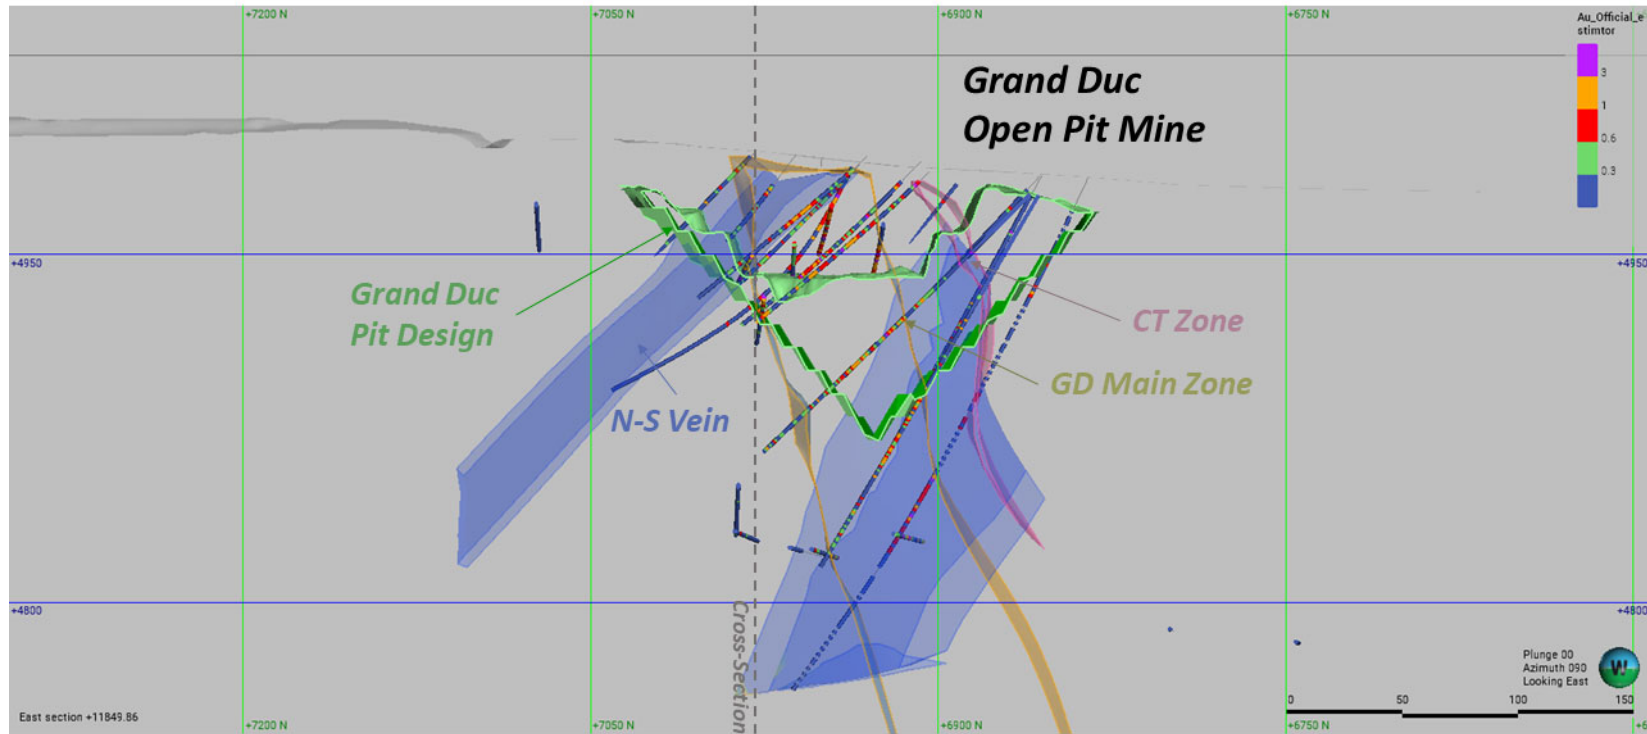 +7200 N
+7050 N
+6900 N
+6750 N
Au_Official_e
stimtor
3
1
0.6
0.3
Grand Duc
Open Pit Mine
+4950
+4950
Grand Duc
Pit Design
CT Zone
GD Main Zone
N-S Vein
+4800
+4800
Cross-Section
Plunge 00
Azimuth 090
Looking East
W
0
50
100
150
East section +11849.86
+7200 N
+7050 N
+6900 N
+6750 N